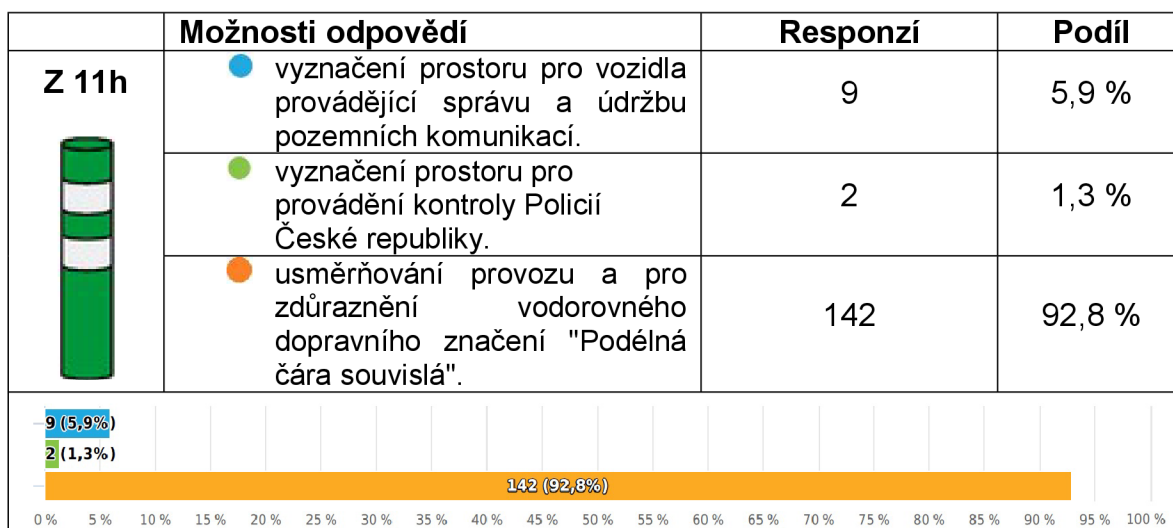 Možnosti odpovědí Responzí Podíl
Z 11h
vyznačení prostoru pro vozidla
provádějící správu a údržbu
pozemních komunikací.
9 5,9 %
vyznačení prostoru pro
provádění kontroly Policií
České republiky.
2 1,3 %
usměrňování provozu a pro
zdůraznění vodorovného
dopravního značení "Podélná
čára souvislá".
142 92,8 %
9 (5,9%)
2 (1,3%)
142 (92,8%)
0 % 5 % 10 % 15 % 20 % 25 % 30 % 35 % 40 % 45 % 50 % 55 % 60 % 65 % 70 % 75 % 80 % 85 % 90 % 95 % 100 %